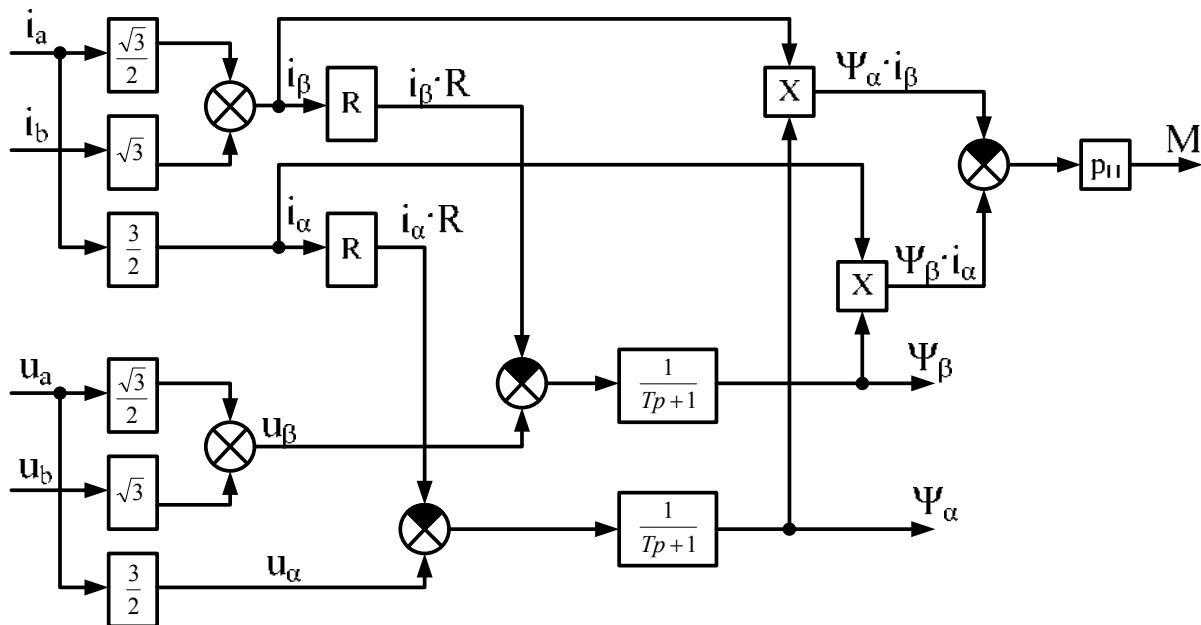 i_a
√3/2
i_b
√3
3/2
i_β
R
i_β·R
i_α
R
i_α·R
X
Ψ_α·i_β
X
Ψ_β·i_α
M
u_a
√3/2
u_b
√3
3/2
u_β
u_α
1/(Tp+1)
Ψ_β
1/(Tp+1)
Ψ_α